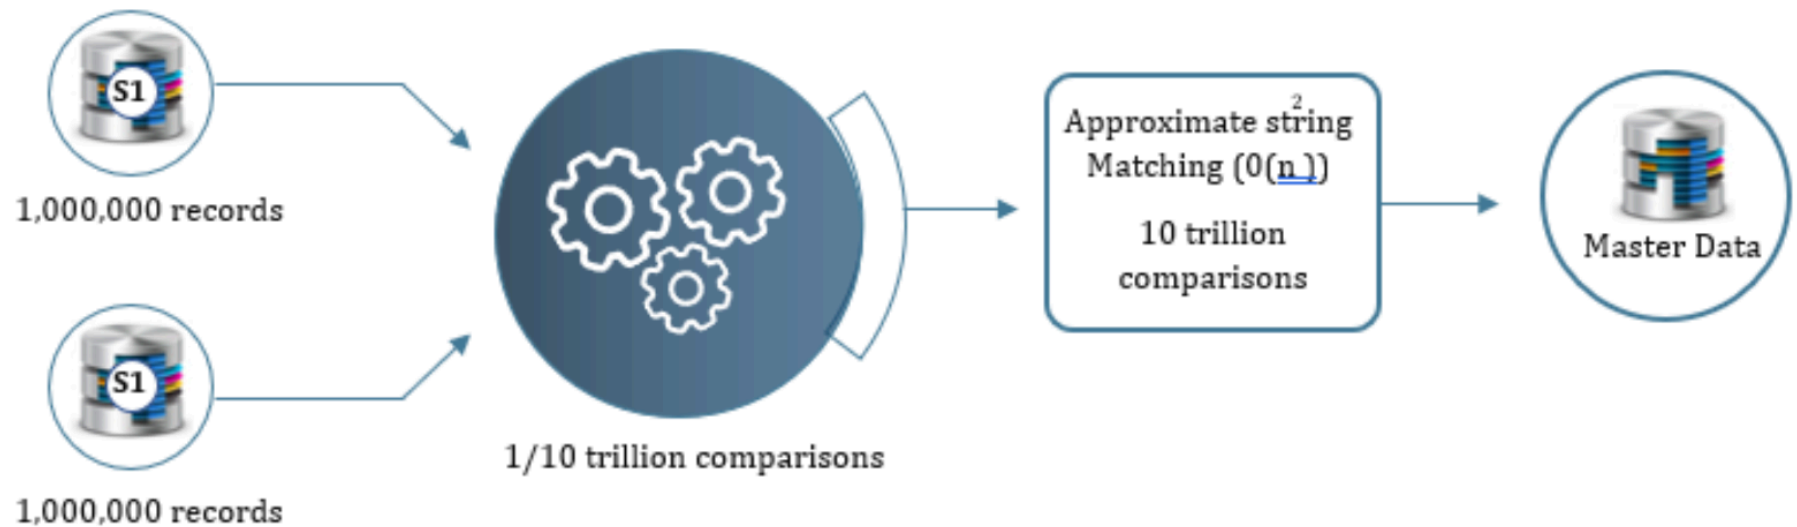 S1
1,000,000 records
S1
1,000,000 records
1/10 trillion comparisons
2
Approximate string
Matching (0(n ))
10 trillion
comparisons
Master Data